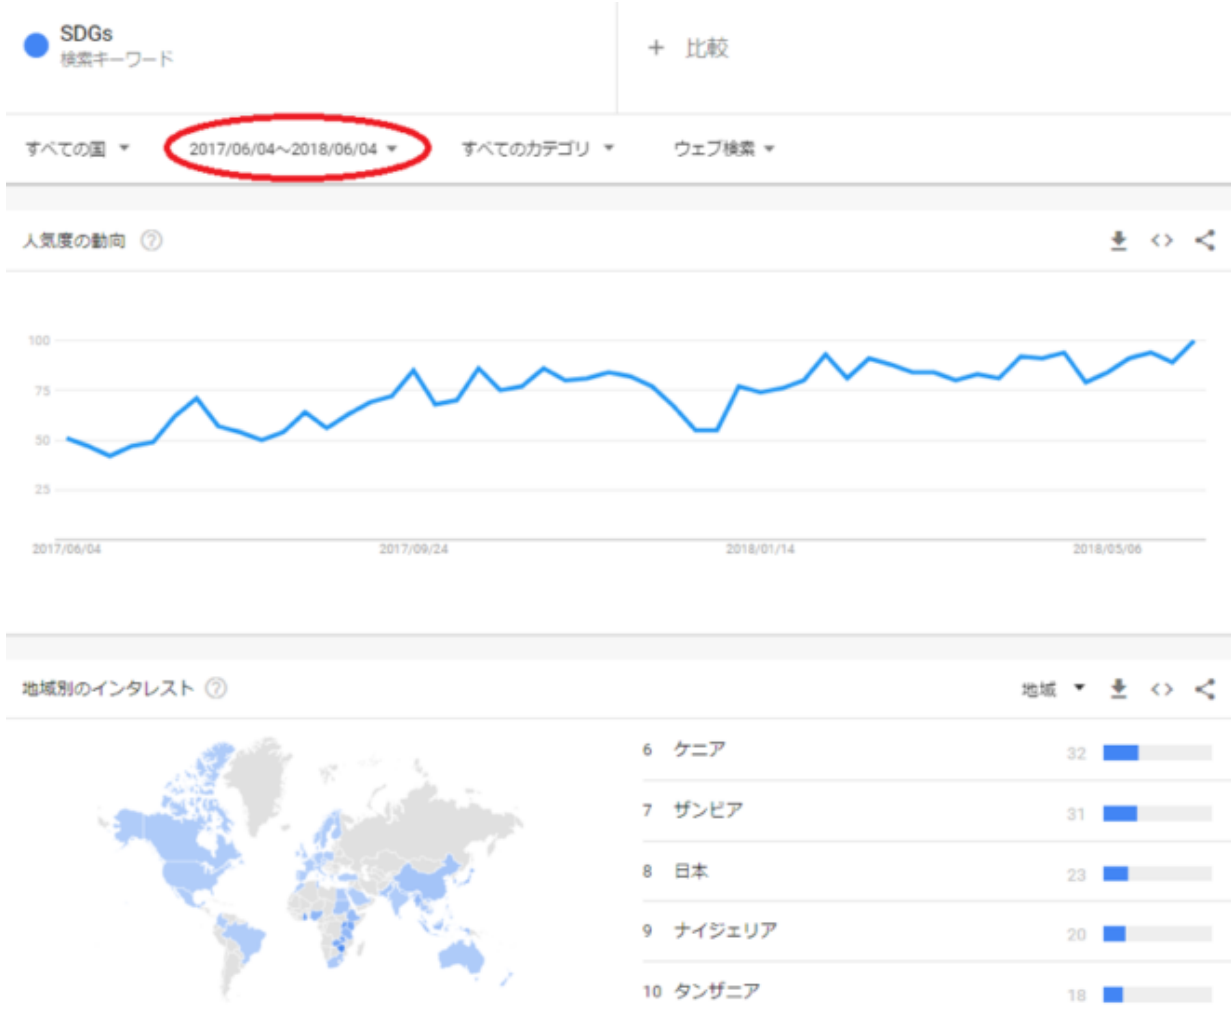 SDGs
検索キーワード
+ 比較
すべての国
2017/06/04～2018/06/04
すべてのカテゴリ
ウェブ検索
人気度の動向
100
75
50
25
2017/06/04
2017/09/24
2018/01/14
2018/05/06
地域別のインタレスト
地域
6 ケニア 32
7 ザンビア 31
8 日本 23
9 ナイジェリア 20
10 タンザニア 18